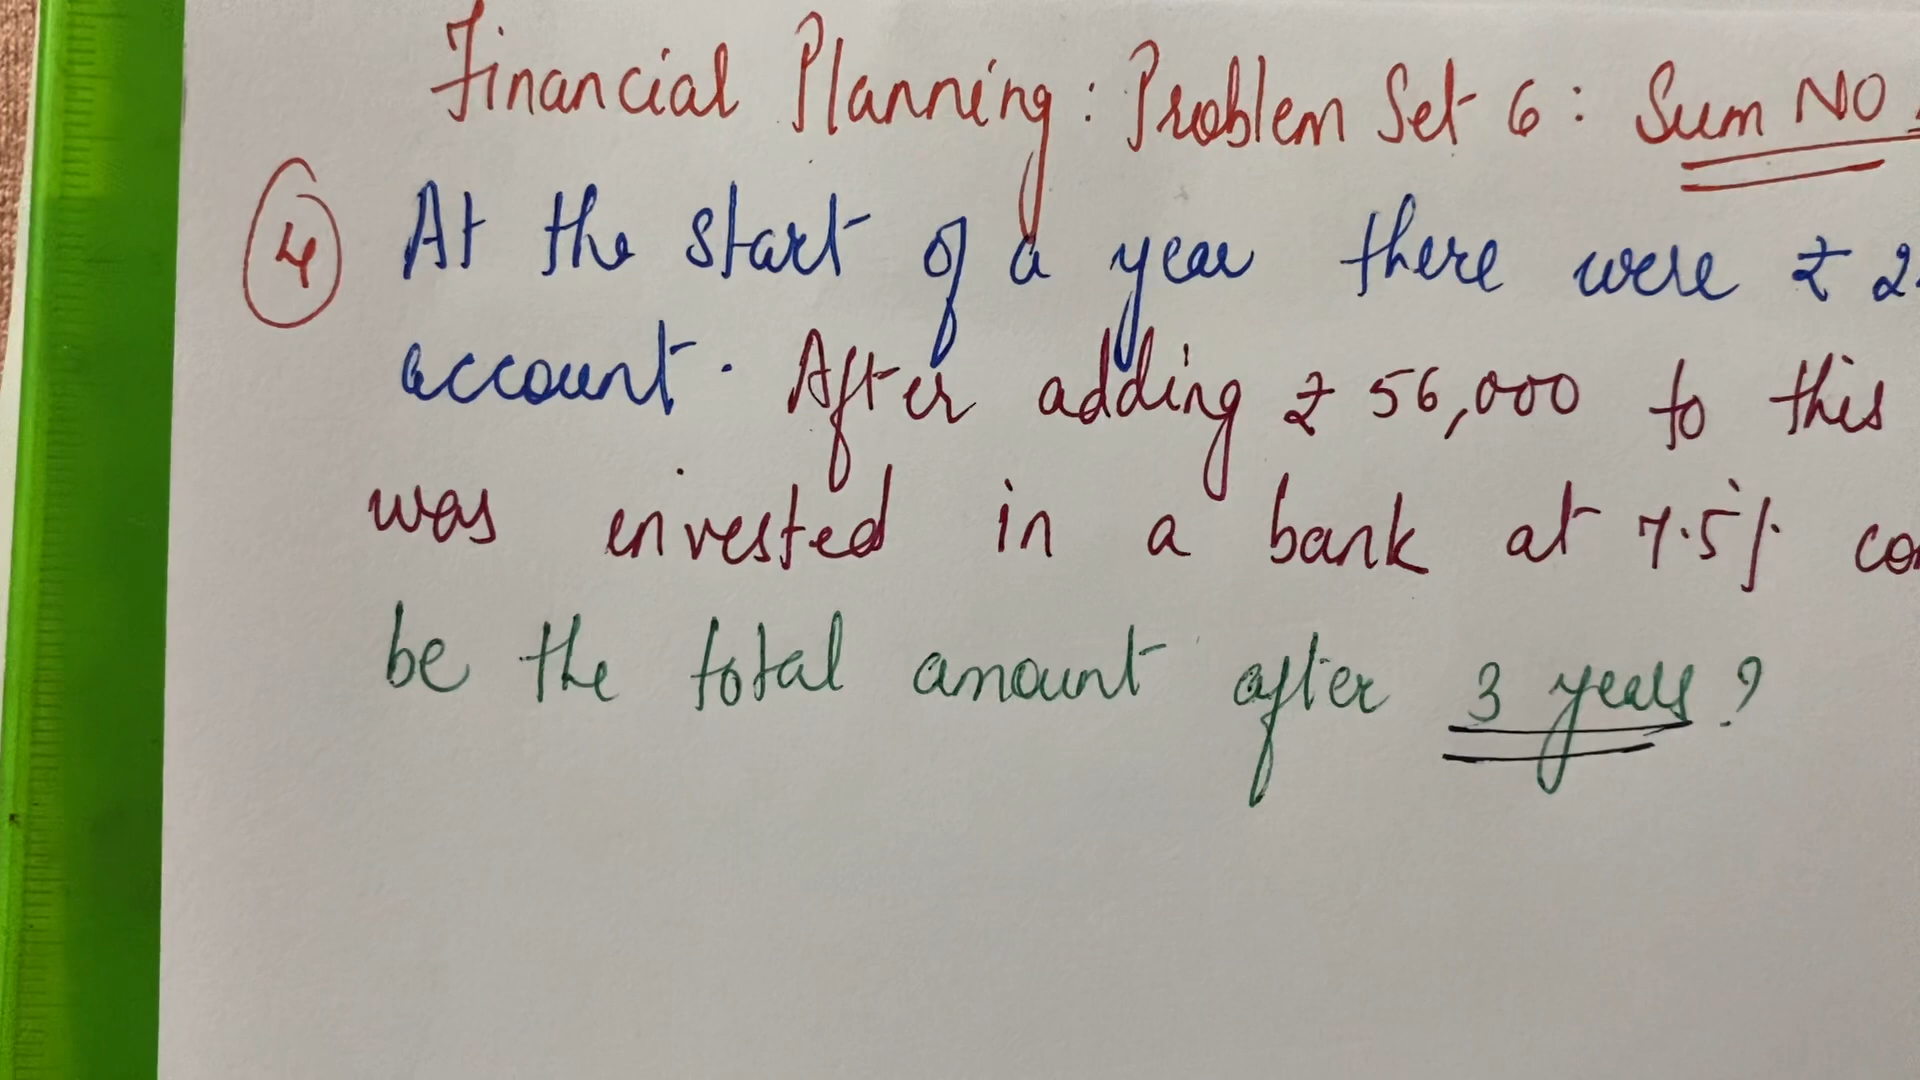 Financial Planning : Problem Set 6 : Sum NO
4 At the start of a year there were ₹ 2
account. After adding ₹ 56,000 to this
was invested in a bank at 7.5%
be the total amount after 3 years?